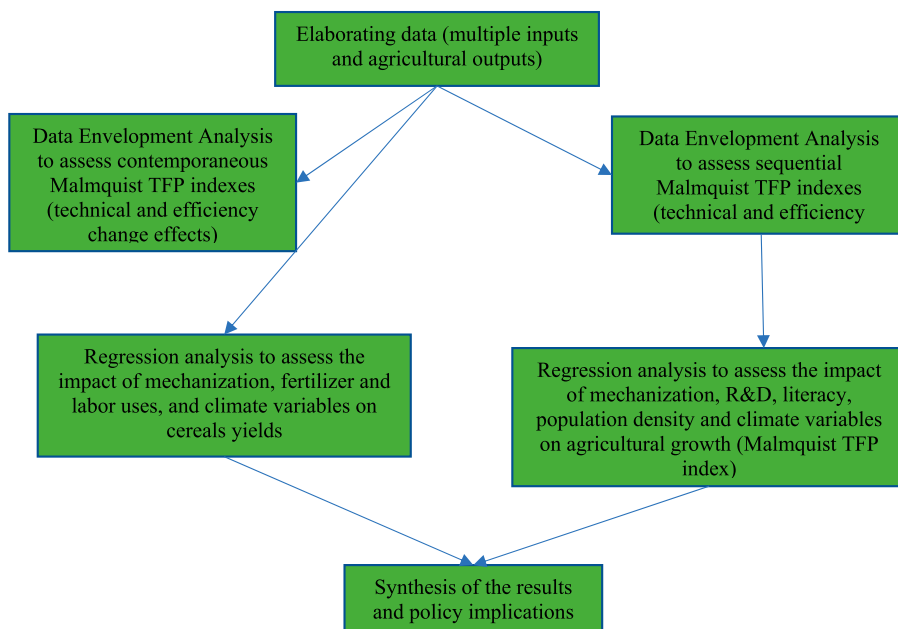 Elaborating data (multiple inputs
and agricultural outputs)
Data Envelopment Analysis
to assess contemporaneous
Malmquist TFP indexes
(technical and efficiency
change effects)
Data Envelopment Analysis
to assess sequential
Malmquist TFP indexes
(technical and efficiency
Regression analysis to assess the
impact of mechanization, fertilizer and
labor uses, and climate variables on
cereals yields
Regression analysis to assess the impact
of mechanization, R&D, literacy,
population density and climate variables
on agricultural growth (Malmquist TFP
index)
Synthesis of the results
and policy implications